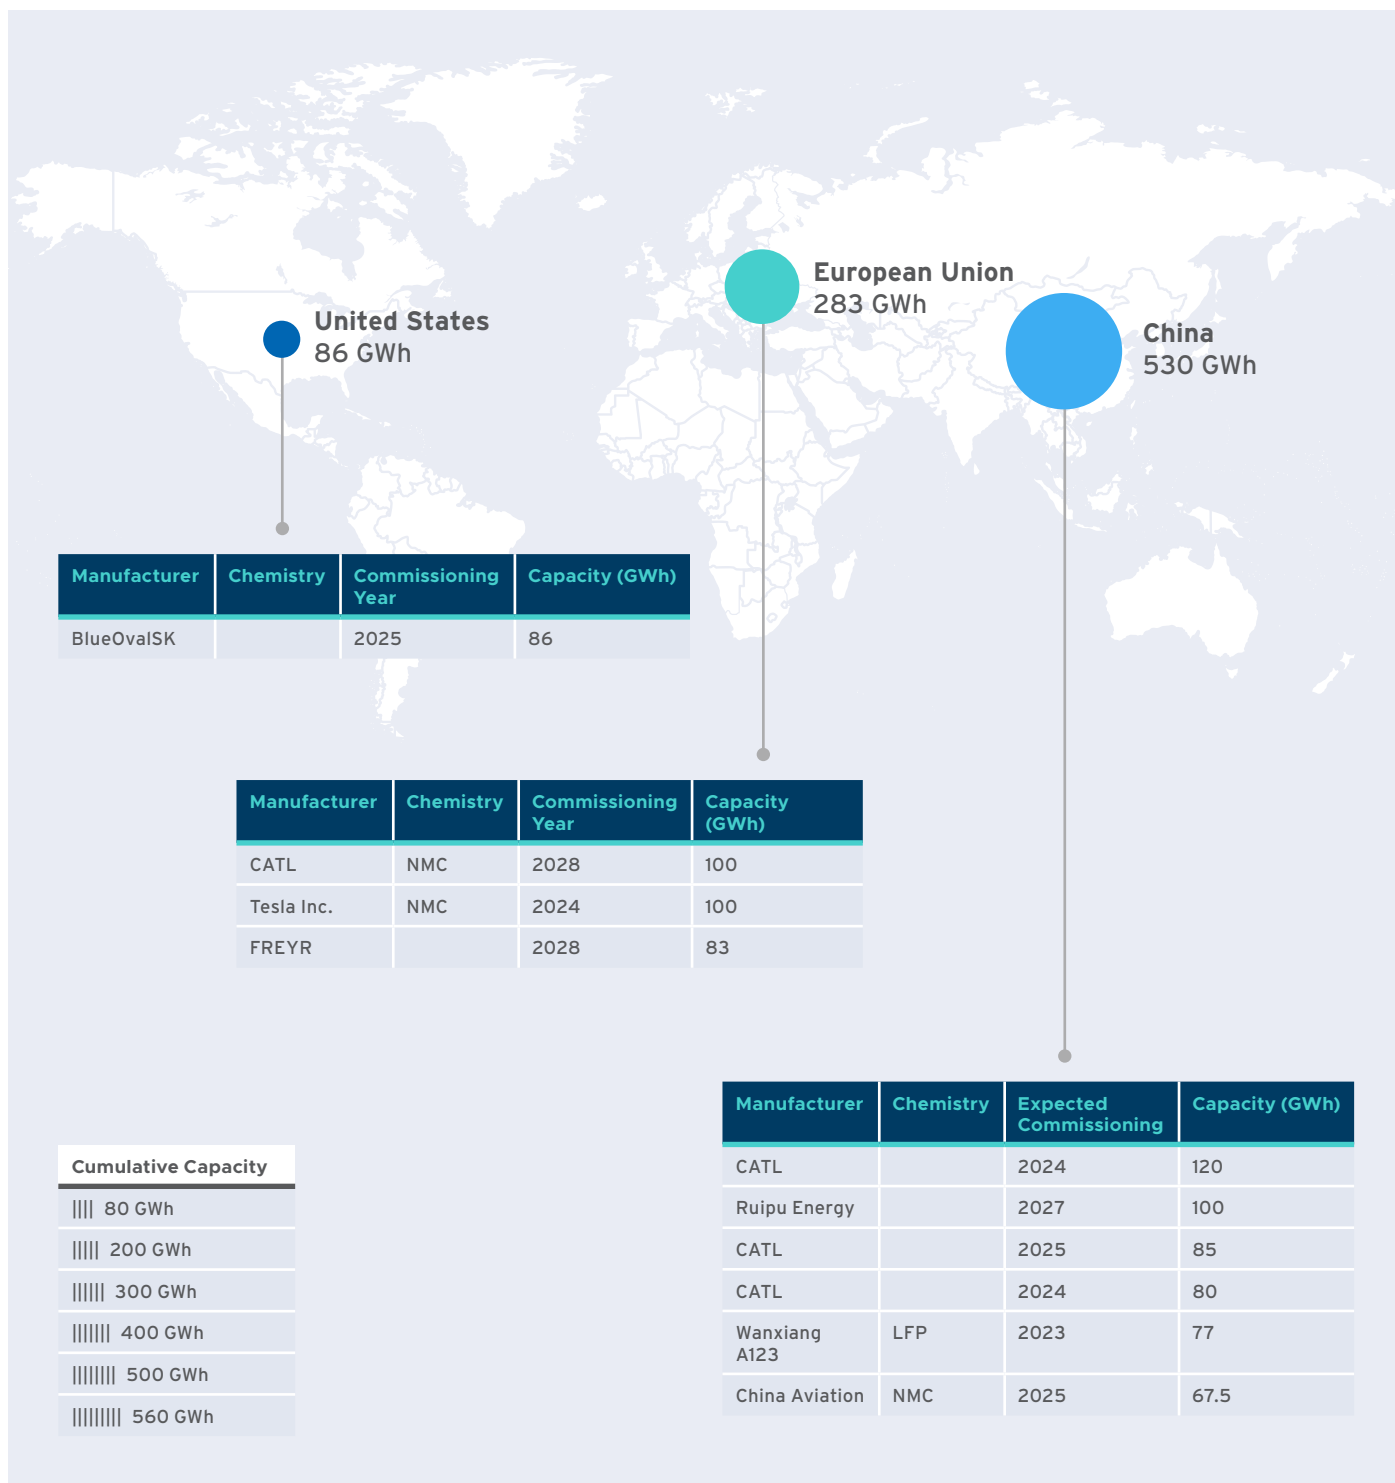 European Union
283 GWh
United States
86 GWh
China
530 GWh
Manufacturer Chemistry Commissioning Year Capacity (GWh)
BlueOvalSK 2025 86
Manufacturer Chemistry Commissioning Year Capacity (GWh)
CATL NMC 2028 100
Tesla Inc. NMC 2024 100
FREYR 2028 83
Manufacturer Chemistry Expected Commissioning Capacity (GWh)
CATL 2024 120
Ruipu Energy 2027 100
CATL 2025 85
CATL 2024 80
Wanxiang A123 LFP 2023 77
China Aviation NMC 2025 67.5
Cumulative Capacity
|||| 80 GWh
||||| 200 GWh
|||||| 300 GWh
||||||| 400 GWh
|||||||| 500 GWh
||||||||| 560 GWh